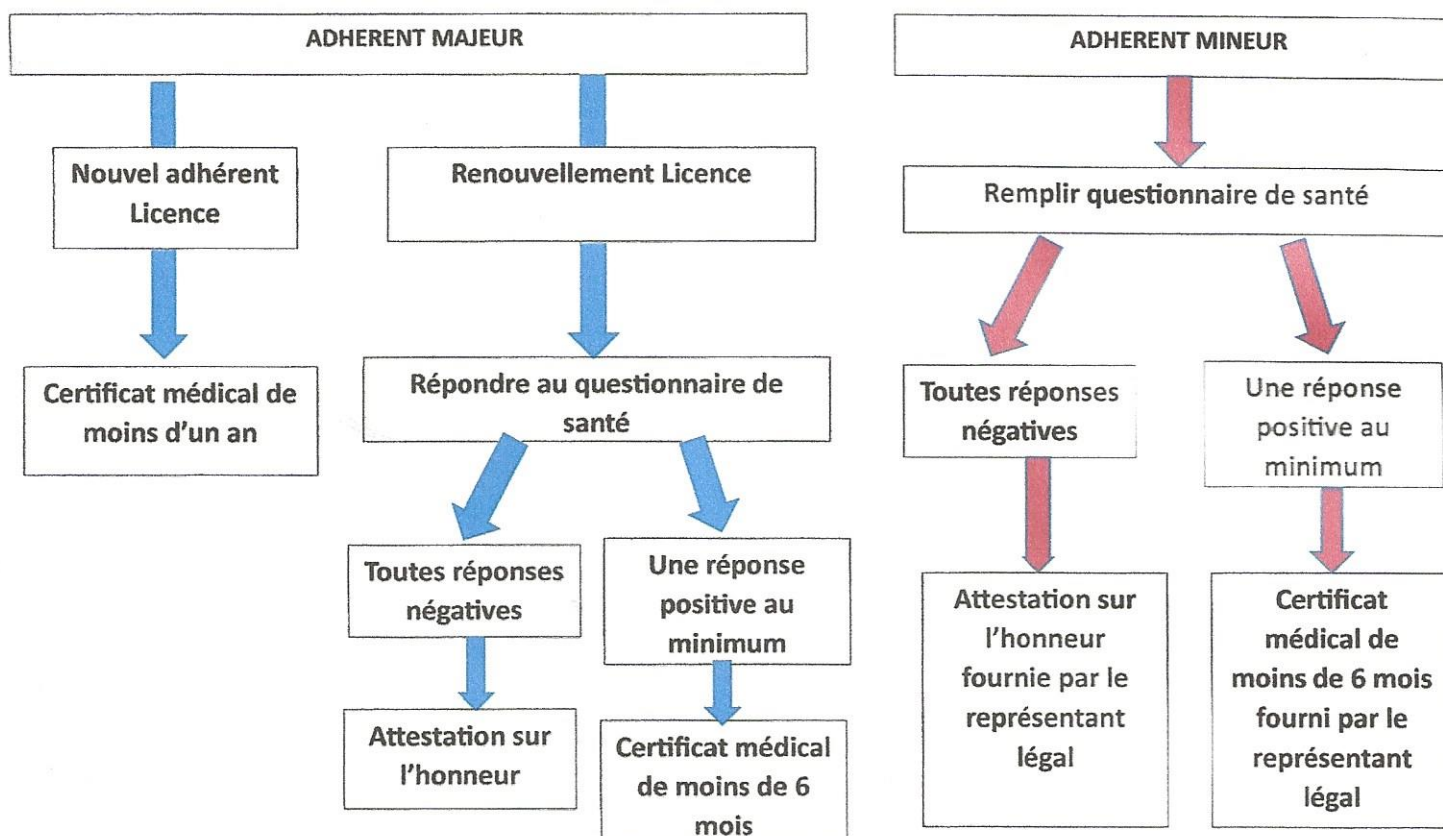 ADHERENT MAJEUR
Nouvel adhérent
Licence
Certificat médical de
moins d'un an
Renouvellement Licence
Répondre au questionnaire de
santé
Toutes réponses
négatives
Attestation sur
l'honneur
Une réponse
positive au
minimum
Certificat médical
de moins de 6
mois
ADHERENT MINEUR
Remplir questionnaire de santé
Toutes réponses
négatives
Attestation sur
l'honneur
fournie par le
représentant
légal
Une réponse
positive au
minimum
Certificat
médical de
moins de 6 mois
fourni par le
représentant
légal